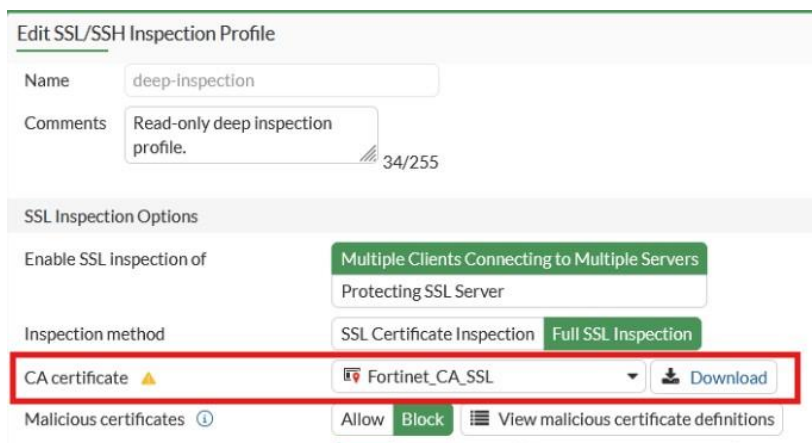 Edit SSL/SSH Inspection Profile
Name deep-inspection
Comments Read-only deep inspection
profile.
34/255
SSL Inspection Options
Enable SSL inspection of Multiple Clients Connecting to Multiple Servers
Protecting SSL Server
Inspection method SSL Certificate Inspection Full SSL Inspection
CA certificate Fortinet_CA_SSL Download
Malicious certificates Allow Block View malicious certificate definitions